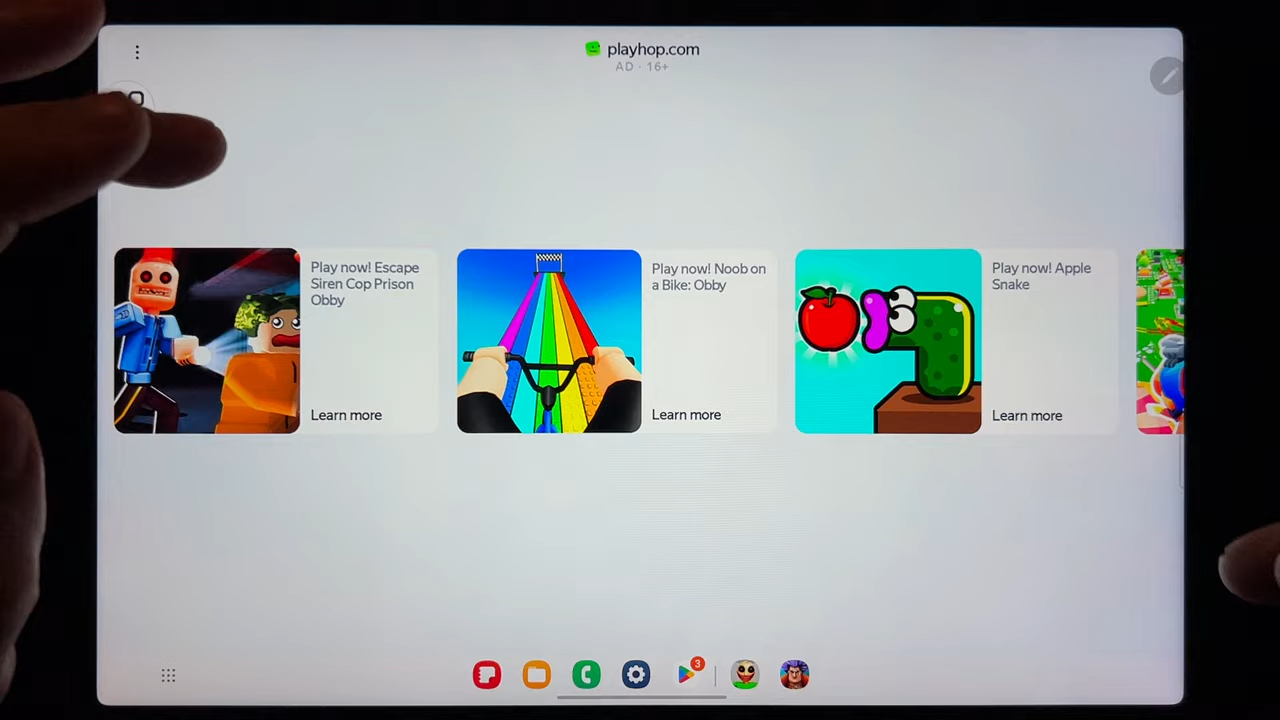 playhop.com
AD · 16+
Play now! Escape
Siren Cop Prison
Obby
Learn more
Play now! Noob on
a Bike: Obby
Learn more
Play now! Apple
Snake
Learn more
3